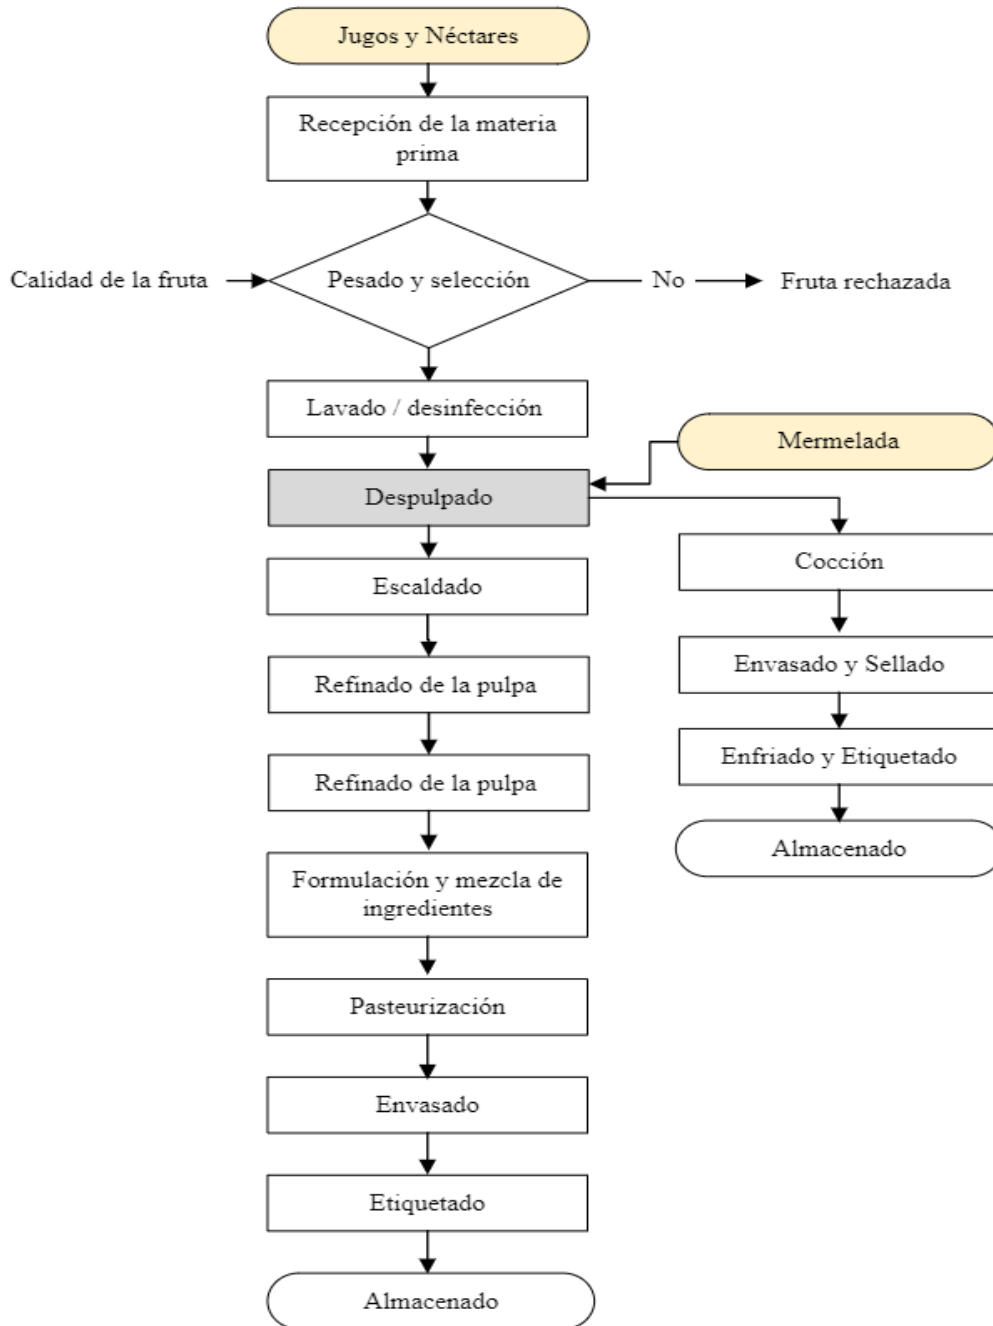 Jugos y Néctares
Recepción de la materia
prima
Calidad de la fruta
Pesado y selección
No
Fruta rechazada
Lavado / desinfección
Mermelada
Despulpado
Cocción
Escaldado
Envasado y Sellado
Refinado de la pulpa
Enfriado y Etiquetado
Refinado de la pulpa
Almacenado
Formulación y mezcla de
ingredientes
Pasteurización
Envasado
Etiquetado
Almacenado